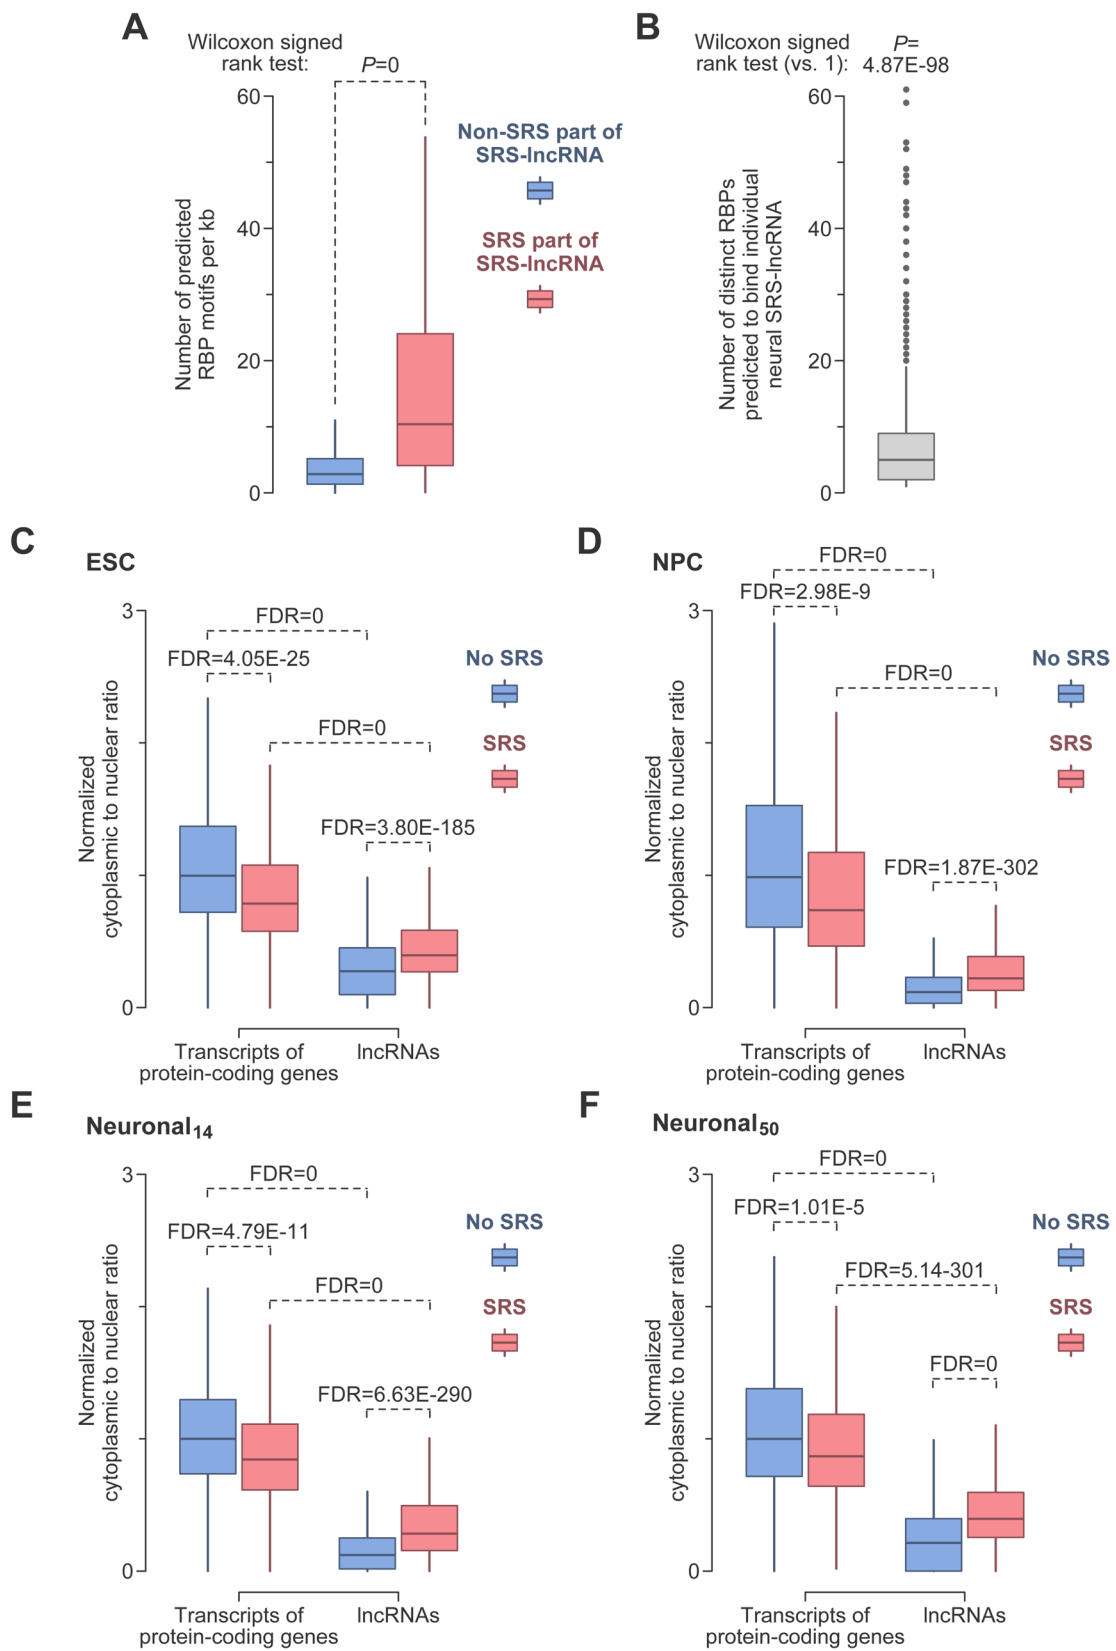 A
Wilcoxon signed
rank test:
P=0
60
40
20
0
Number of predicted
RBP motifs per kb
Non-SRS part of
SRS-lncRNA
SRS part of
SRS-lncRNA
B
Wilcoxon signed
rank test (vs. 1):
P=
4.87E-98
60
40
20
0
Number of distinct RBPs
predicted to bind individual
neural SRS-lncRNA
C
ESC
FDR=0
FDR=4.05E-25
FDR=0
FDR=3.80E-185
3
0
Normalized
cytoplasmic to nuclear ratio
No SRS
SRS
Transcripts of
protein-coding genes
lncRNAs
D
NPC
FDR=0
FDR=2.98E-9
FDR=0
FDR=1.87E-302
3
0
Normalized
cytoplasmic to nuclear ratio
No SRS
SRS
Transcripts of
protein-coding genes
lncRNAs
E
Neuronal14
FDR=0
FDR=4.79E-11
FDR=0
FDR=6.63E-290
3
0
Normalized
cytoplasmic to nuclear ratio
No SRS
SRS
Transcripts of
protein-coding genes
lncRNAs
F
Neuronal50
FDR=0
FDR=1.01E-5
FDR=5.14-301
FDR=0
3
0
Normalized
cytoplasmic to nuclear ratio
No SRS
SRS
Transcripts of
protein-coding genes
lncRNAs